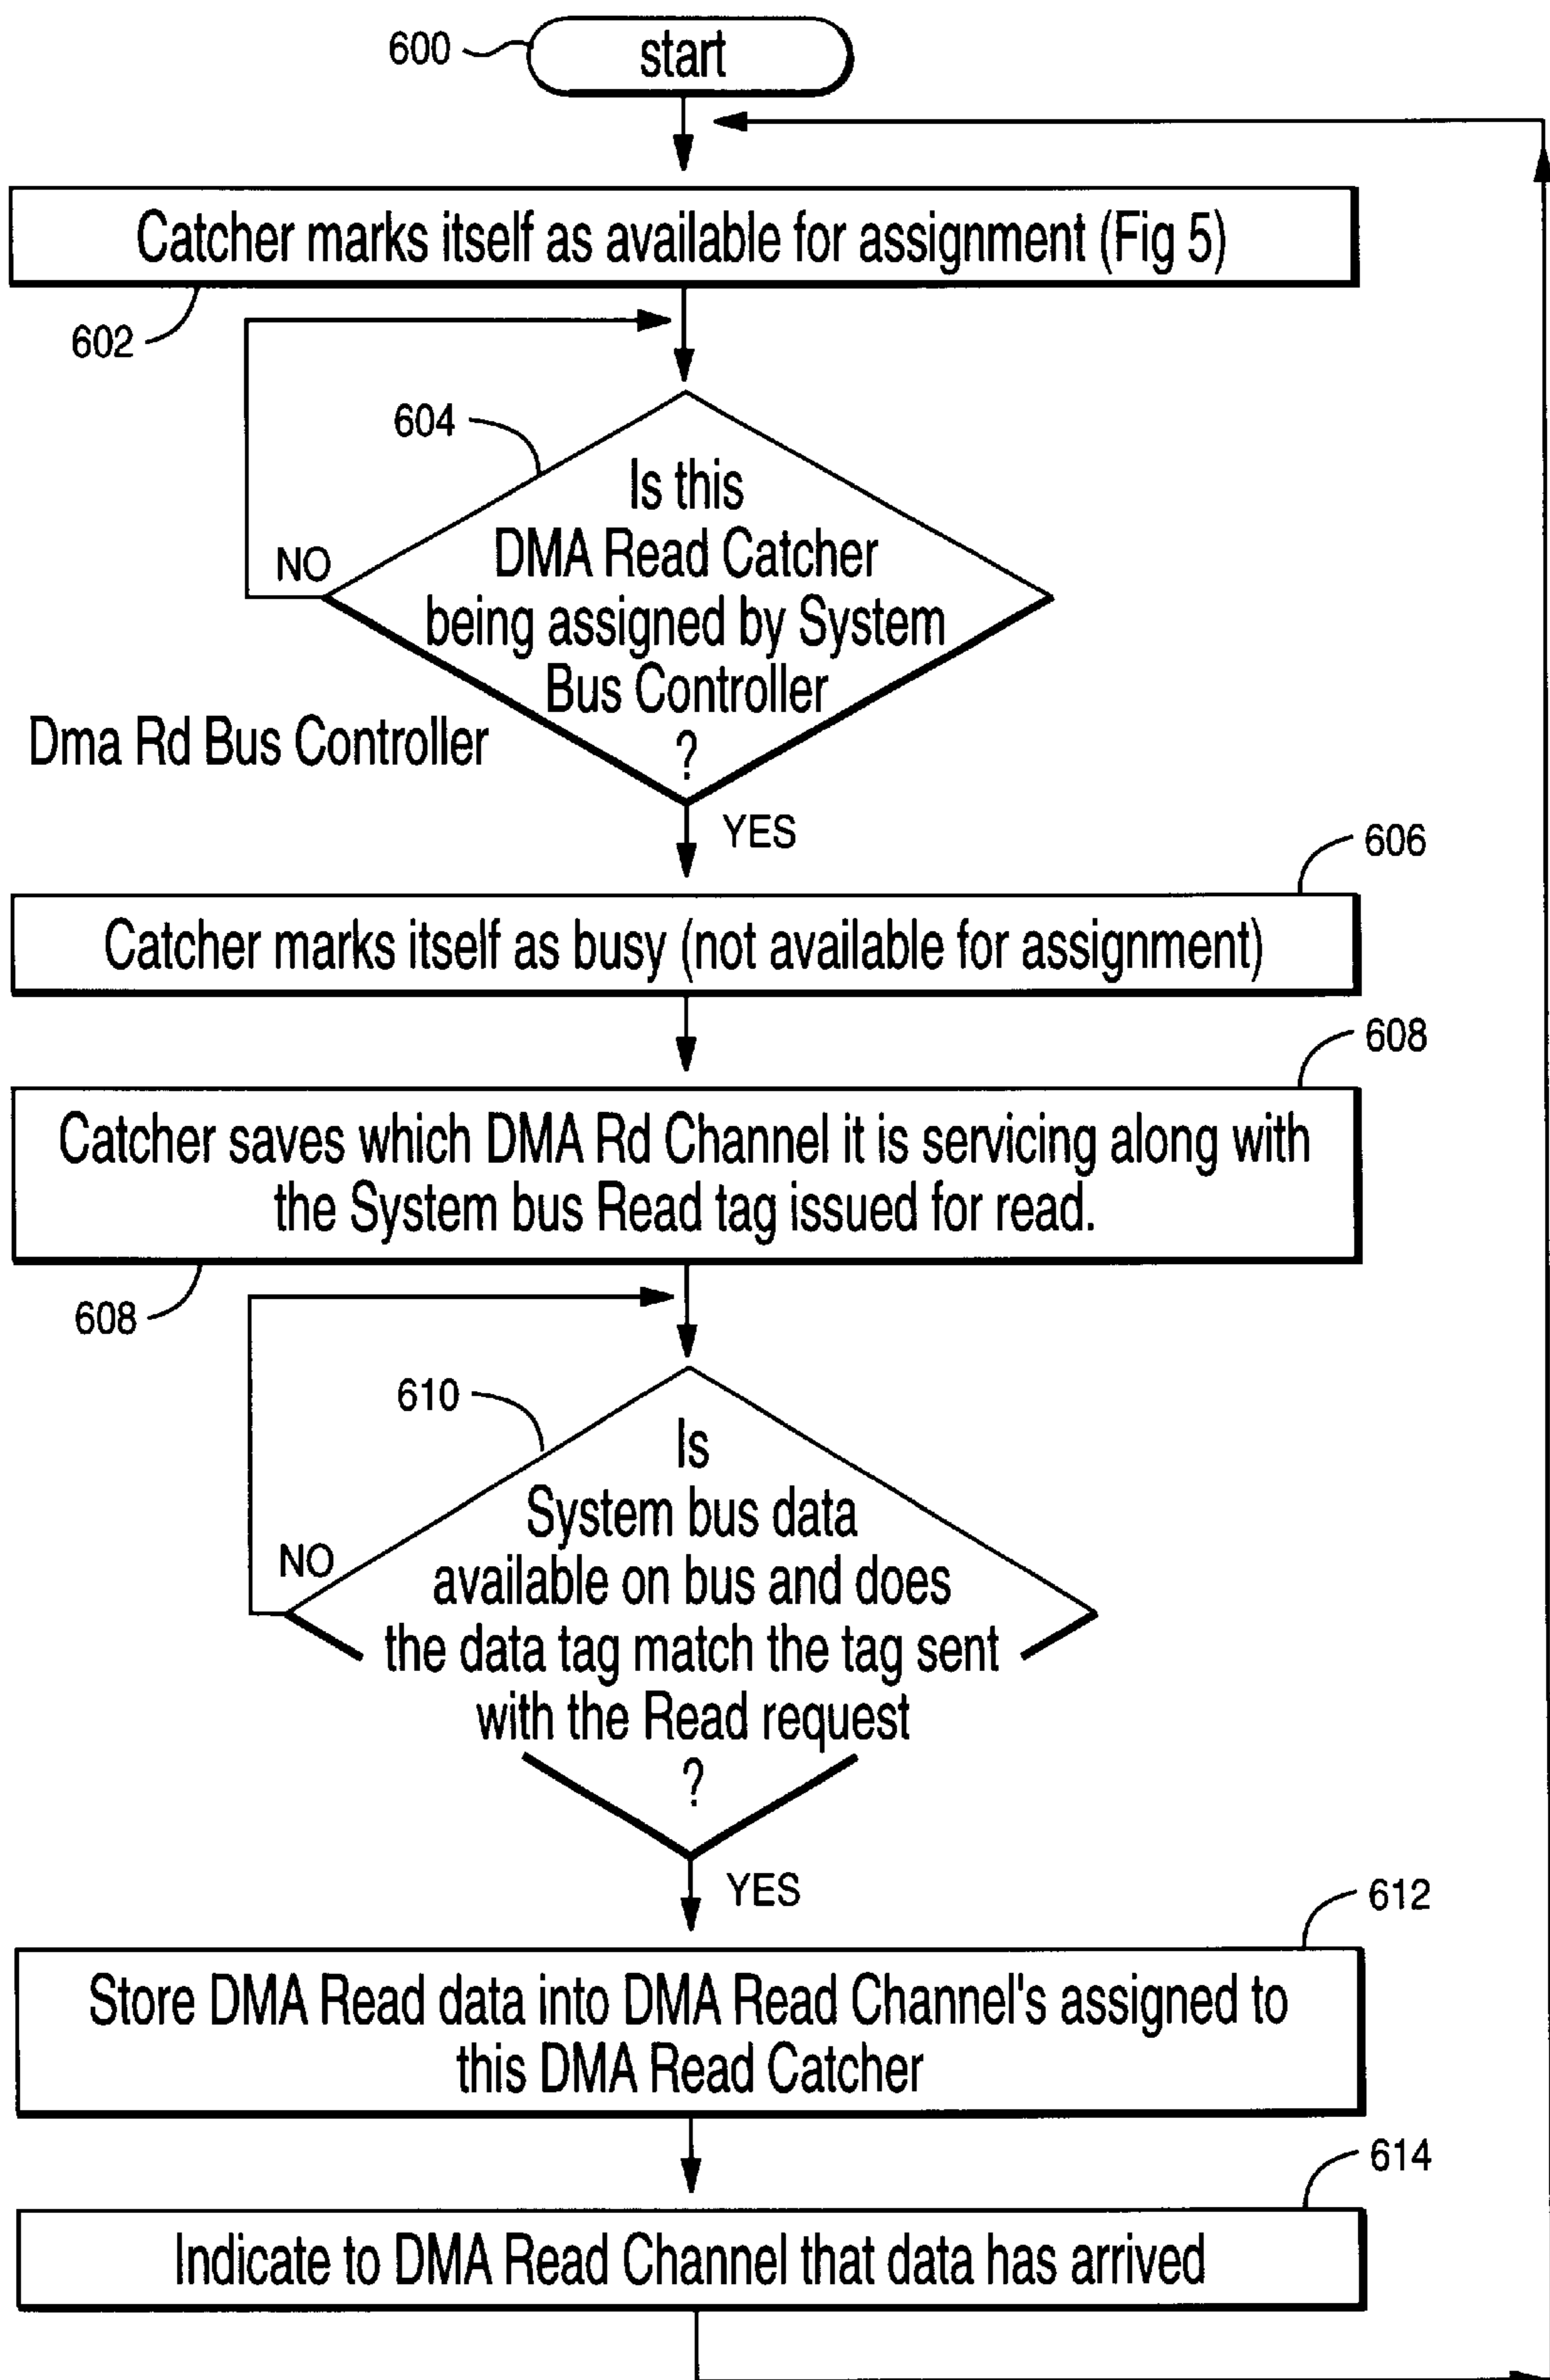 600
start
Catcher marks itself as available for assignment (Fig 5)
602
604
Is this
DMA Read Catcher
being assigned by System
Bus Controller
?
NO
Dma Rd Bus Controller
YES
606
Catcher marks itself as busy (not available for assignment)
608
Catcher saves which DMA Rd Channel it is servicing along with
the System bus Read tag issued for read.
608
610
Is
System bus data
available on bus and does
the data tag match the tag sent
with the Read request
?
NO
YES
612
Store DMA Read data into DMA Read Channel's assigned to
this DMA Read Catcher
614
Indicate to DMA Read Channel that data has arrived